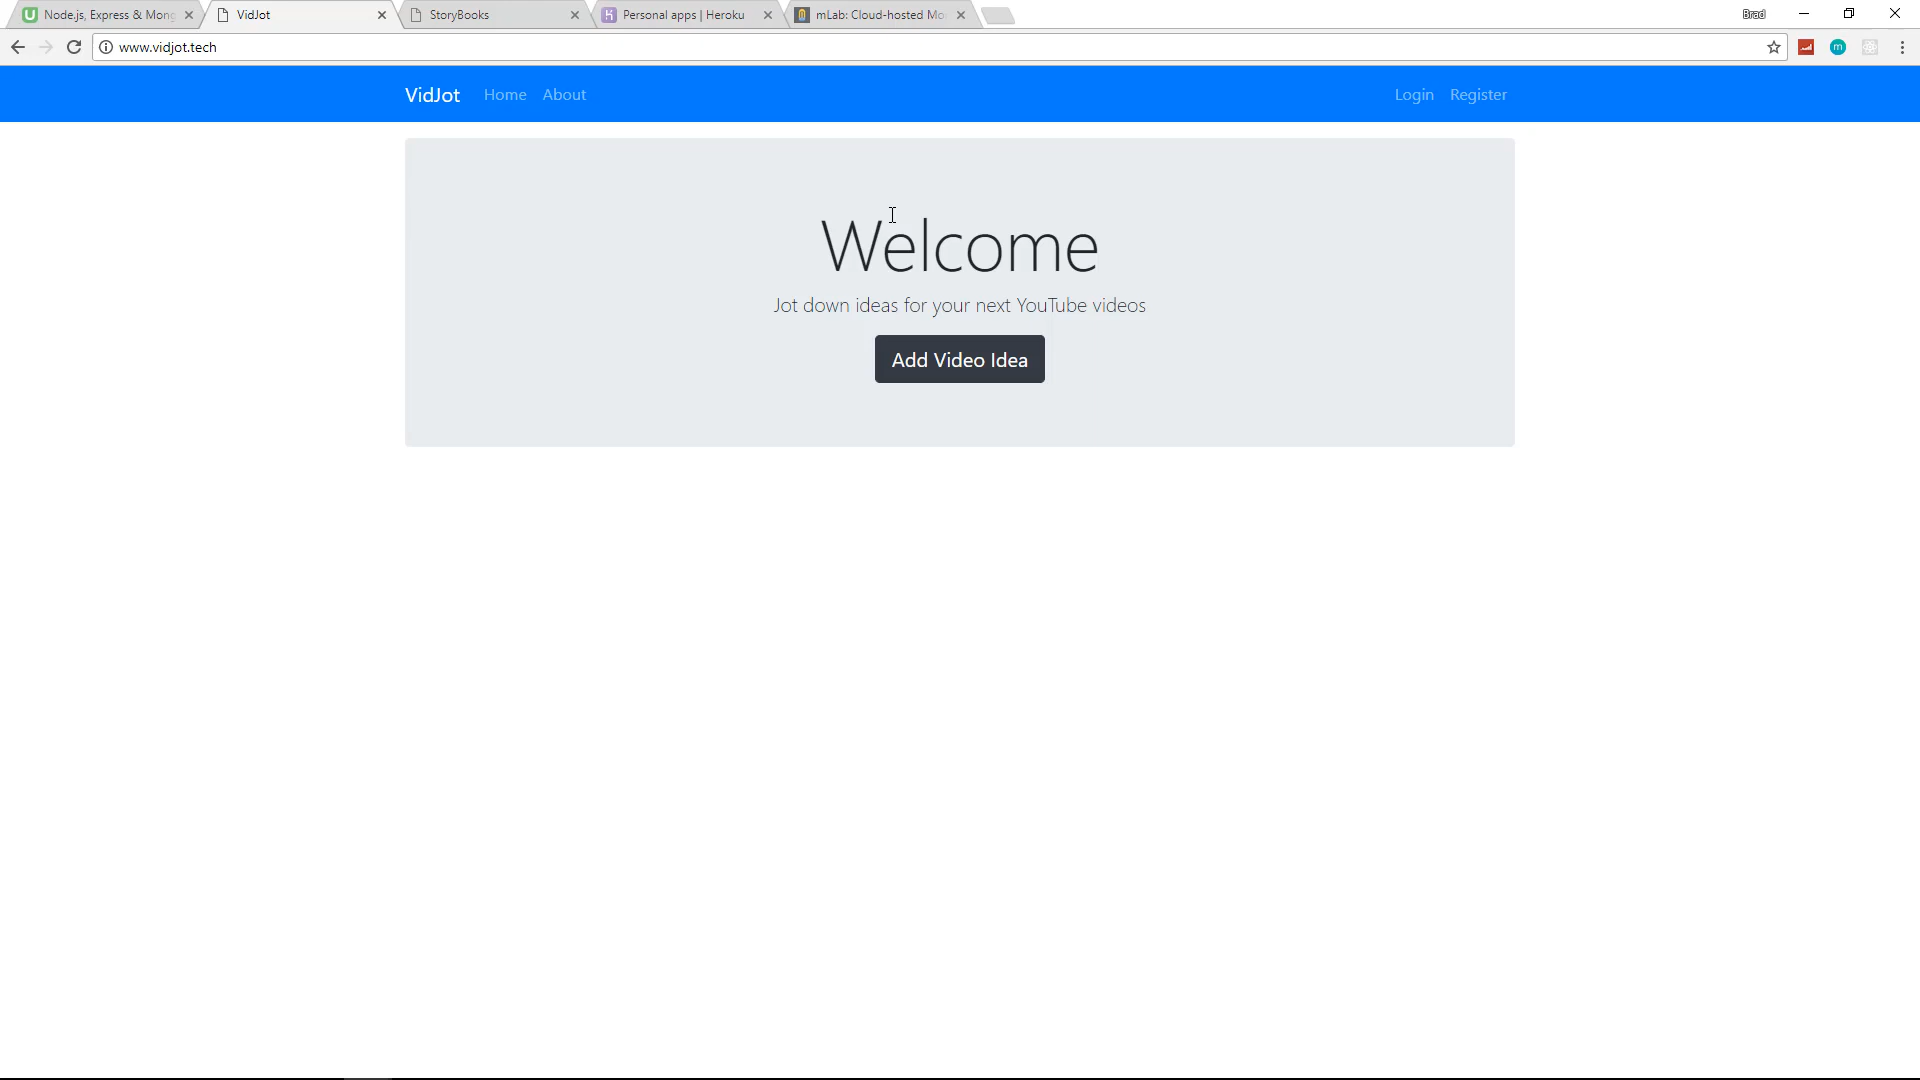 Node.js, Express & Mong
VidJot
StoryBooks
Personal apps | Heroku
mLab: Cloud-hosted Mo
Brad
www.vidjot.tech
VidJot Home About Login Register
Welcome
Jot down ideas for your next YouTube videos
Add Video Idea